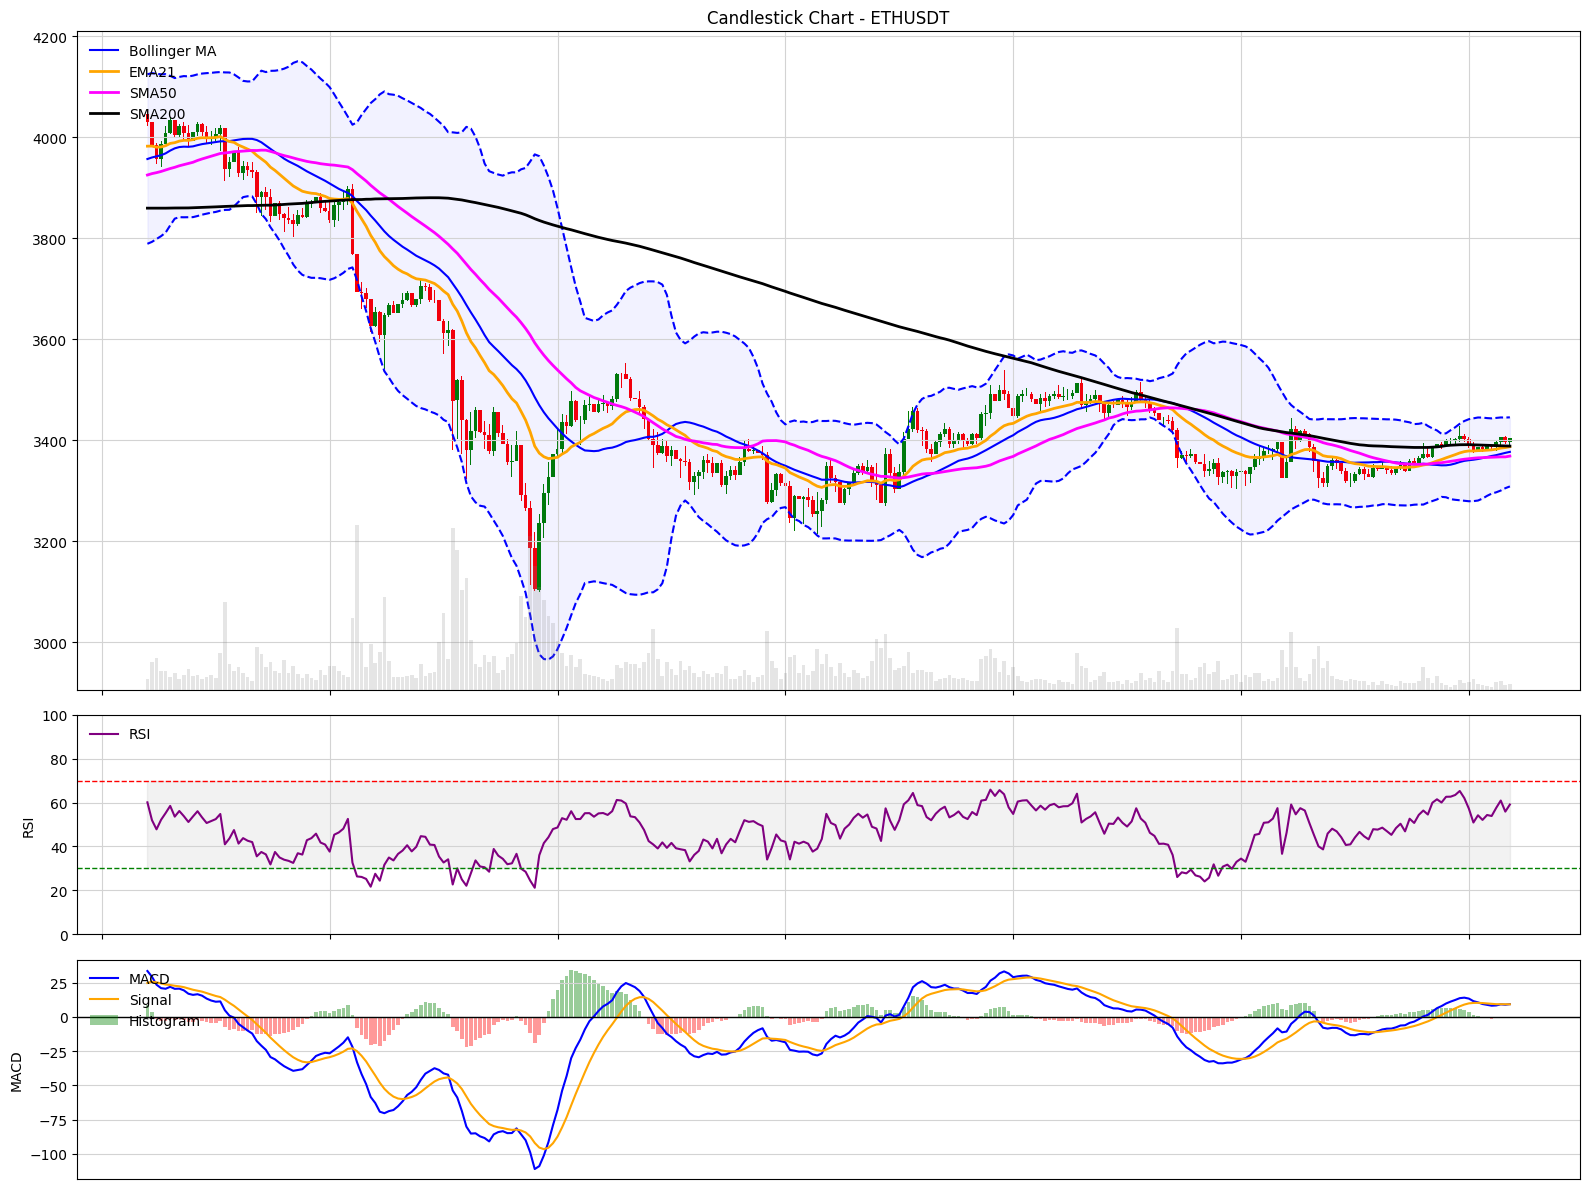 Candlestick Chart - ETHUSDT
4200
4000
3800
3600
3400
3200
3000
Bollinger MA
EMA21
SMA50
SMA200
100
80
60
40
20
0
RSI
RSI
25
0
−25
−50
−75
−100
MACD
MACD
Signal
Histogram